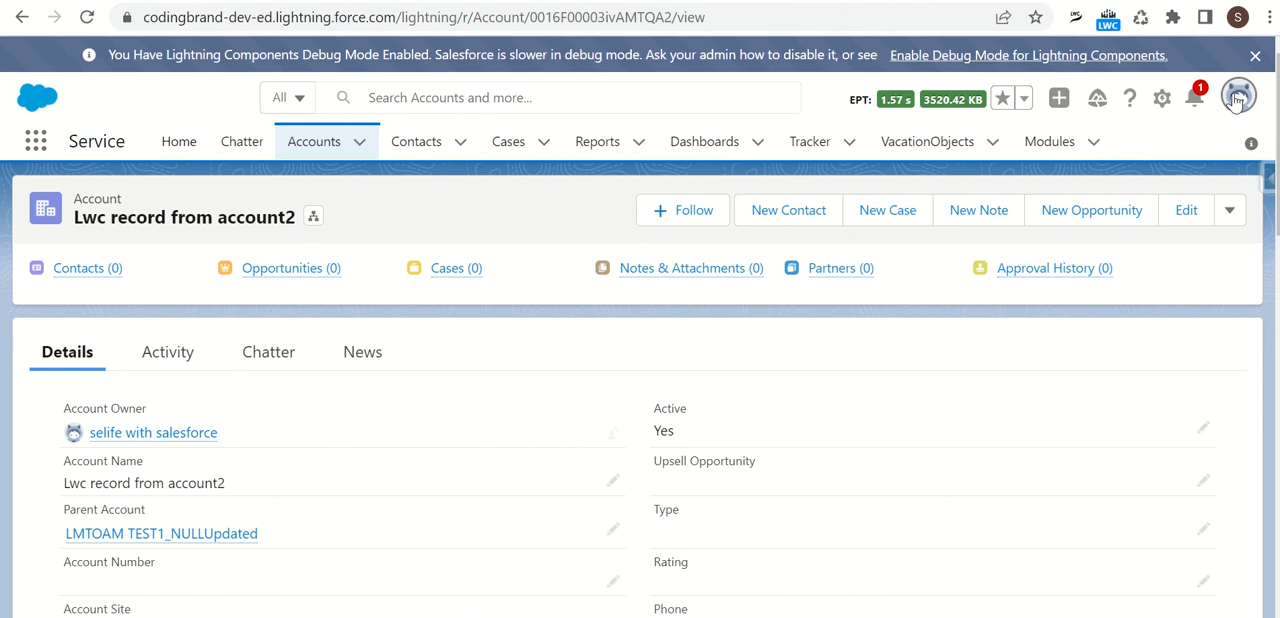 codingbrand-dev-ed.lightning.force.com/lightning/r/Account/0016F00003ivAMTQA2/view
LWC
S
You Have Lightning Components Debug Mode Enabled. Salesforce is slower in debug mode. Ask your admin how to disable it, or see Enable Debug Mode for Lightning Components.
All Search Accounts and more... EPT: 1.57 s 3520.42 KB 1
Service Home Chatter Accounts Contacts Cases Reports Dashboards Tracker VacationObjects Modules
Account
Lwc record from account2
Follow New Contact New Case New Note New Opportunity Edit
Contacts (0) Opportunities (0) Cases (0) Notes & Attachments (0) Partners (0) Approval History (0)
Details Activity Chatter News
Account Owner
selife with salesforce
Active
Yes
Account Name
Lwc record from account2
Upsell Opportunity
Parent Account
LMTOAM TEST1_NULLUpdated
Type
Account Number
Rating
Account Site
Phone